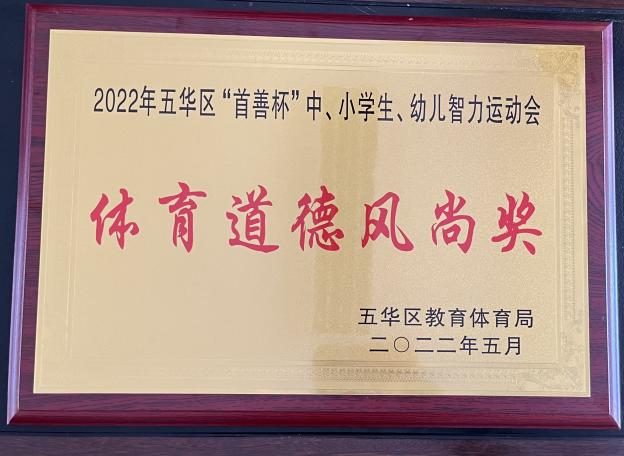 2022年五华区“首善杯”中、小学生、幼儿智力运动会
体育道德风尚奖
五华区教育体育局
二〇二二年五月